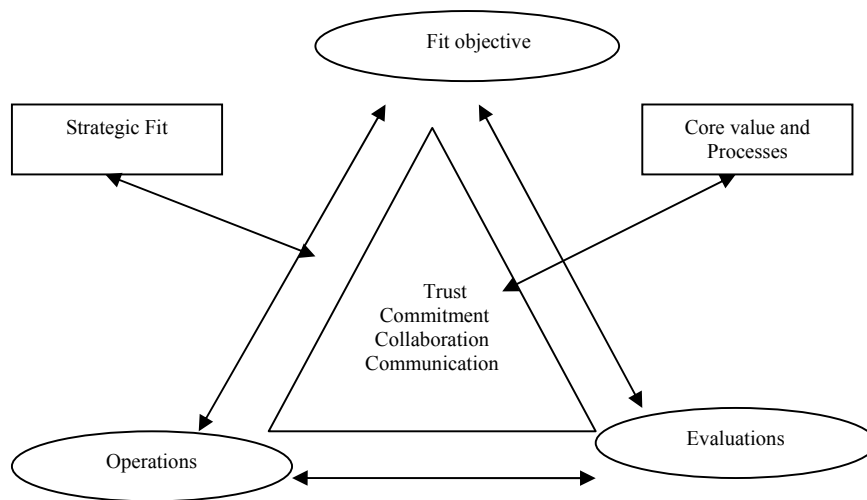 Fit objective
Strategic Fit
Core value and
Processes
Trust
Commitment
Collaboration
Communication
Operations
Evaluations